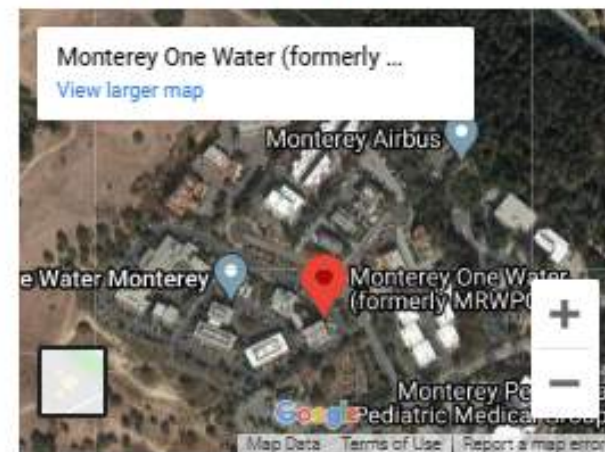 Monterey One Water (formerly ...
View larger map
Monterey Airbus
e Water Monterey
Monterey One Water
(formerly MRWPC
+
Monterey Pe
−
Google
Pediatric Medical Group
Map Data Terms of Use Report a map error